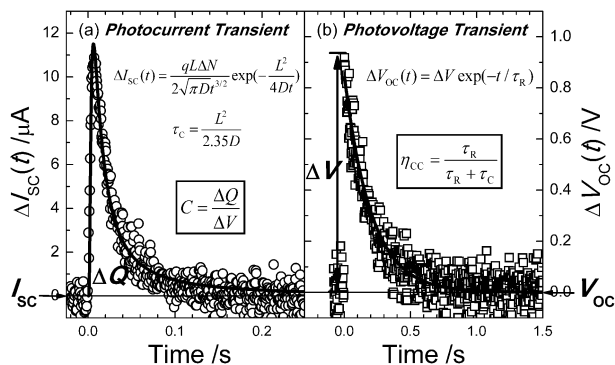 (a) Photocurrent Transient
ΔI_SC(t) = qLΔN / 2√πDt^3/2 exp(-L²/4Dt)
τ_C = L² / 2.35D
C = ΔQ / ΔV
ΔQ
ΔI_SC(t) /μA
12
10
8
6
4
2
0
I_SC
0.0 0.1 0.2
Time /s
(b) Photovoltage Transient
ΔV_OC(t) = ΔV exp(-t / τ_R)
η_CC = τ_R / τ_R + τ_C
ΔV
1.0
0.8
0.6
0.4
0.2
0.0
V_OC
ΔV_OC(t) /V
0.0 0.5 1.0 1.5
Time /s